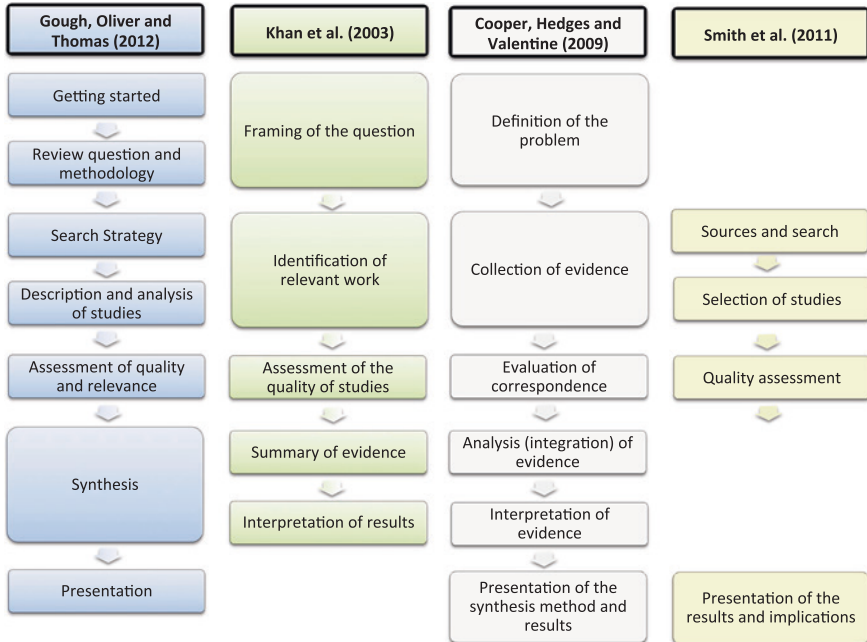 Gough, Oliver and
Thomas (2012)
Getting started
Review question and
methodology
Search Strategy
Description and analysis
of studies
Assessment of quality
and relevance
Synthesis
Presentation
Khan et al. (2003)
Framing of the question
Identification of
relevant work
Assessment of the
quality of studies
Summary of evidence
Interpretation of results
Cooper, Hedges and
Valentine (2009)
Definition of the
problem
Collection of evidence
Evaluation of
correspondence
Analysis (integration) of
evidence
Interpretation of
evidence
Presentation of the
synthesis method and
results
Smith et al. (2011)
Sources and search
Selection of studies
Quality assessment
Presentation of the
results and implications